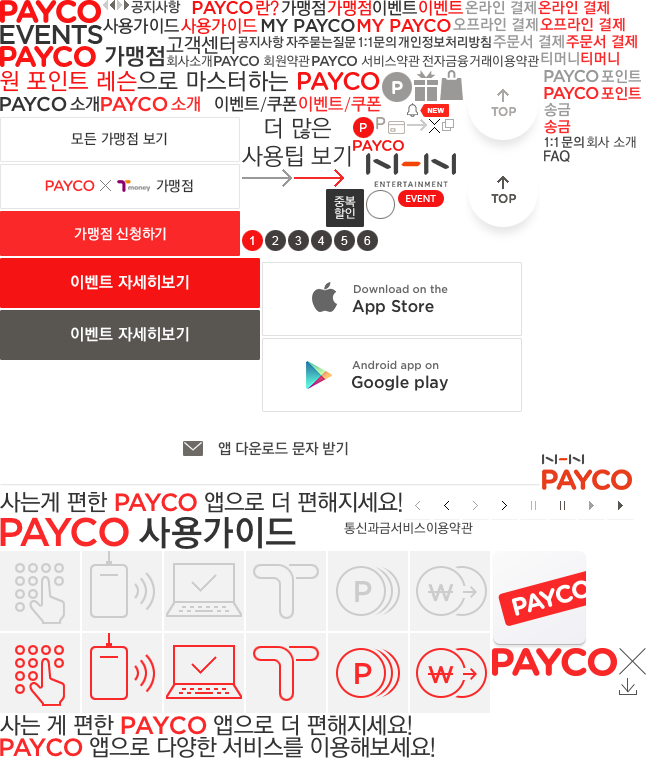 PAYCO 공지사항 PAYCO 란? 가맹점 가맹점 이벤트 이벤트 온라인 결제 온라인 결제
EVENTS 사용가이드 사용가이드 MY PAYCO MY PAYCO 오프라인 결제 오프라인 결제
PAYCO 가맹점 고객센터 공지사항 자주묻는질문 1:1문의 개인정보처리방침 주문서 결제 주문서 결제
회사소개 PAYCO 회원약관 PAYCO 서비스약관 전자금융거래이용약관 티머니 티머니
원 포인트 레슨으로 마스터하는 PAYCO P PAYCO 포인트
PAYCO 포인트
PAYCO 소개 PAYCO 소개 이벤트/쿠폰 이벤트/쿠폰 NEW TOP 송금
송금
모든 가맹점 보기 더 많은 P P
사용팁 보기 PAYCO 1:1 문의 회사 소개
FAQ
NHN
ENTERTAINMENT
PAYCO × Tmoney 가맹점
중복
할인
EVENT TOP
가맹점 신청하기 1 2 3 4 5 6
이벤트 자세히보기
Download on the
App Store
이벤트 자세히보기
Android app on
Google play
앱 다운로드 문자 받기
NHN
PAYCO
사는게 편한 PAYCO 앱으로 더 편해지세요!
PAYCO 사용가이드 통신과금서비스이용약관
P ₩ PAYCO
P ₩ PAYCO
사는 게 편한 PAYCO 앱으로 더 편해지세요!
PAYCO 앱으로 다양한 서비스를 이용해보세요!